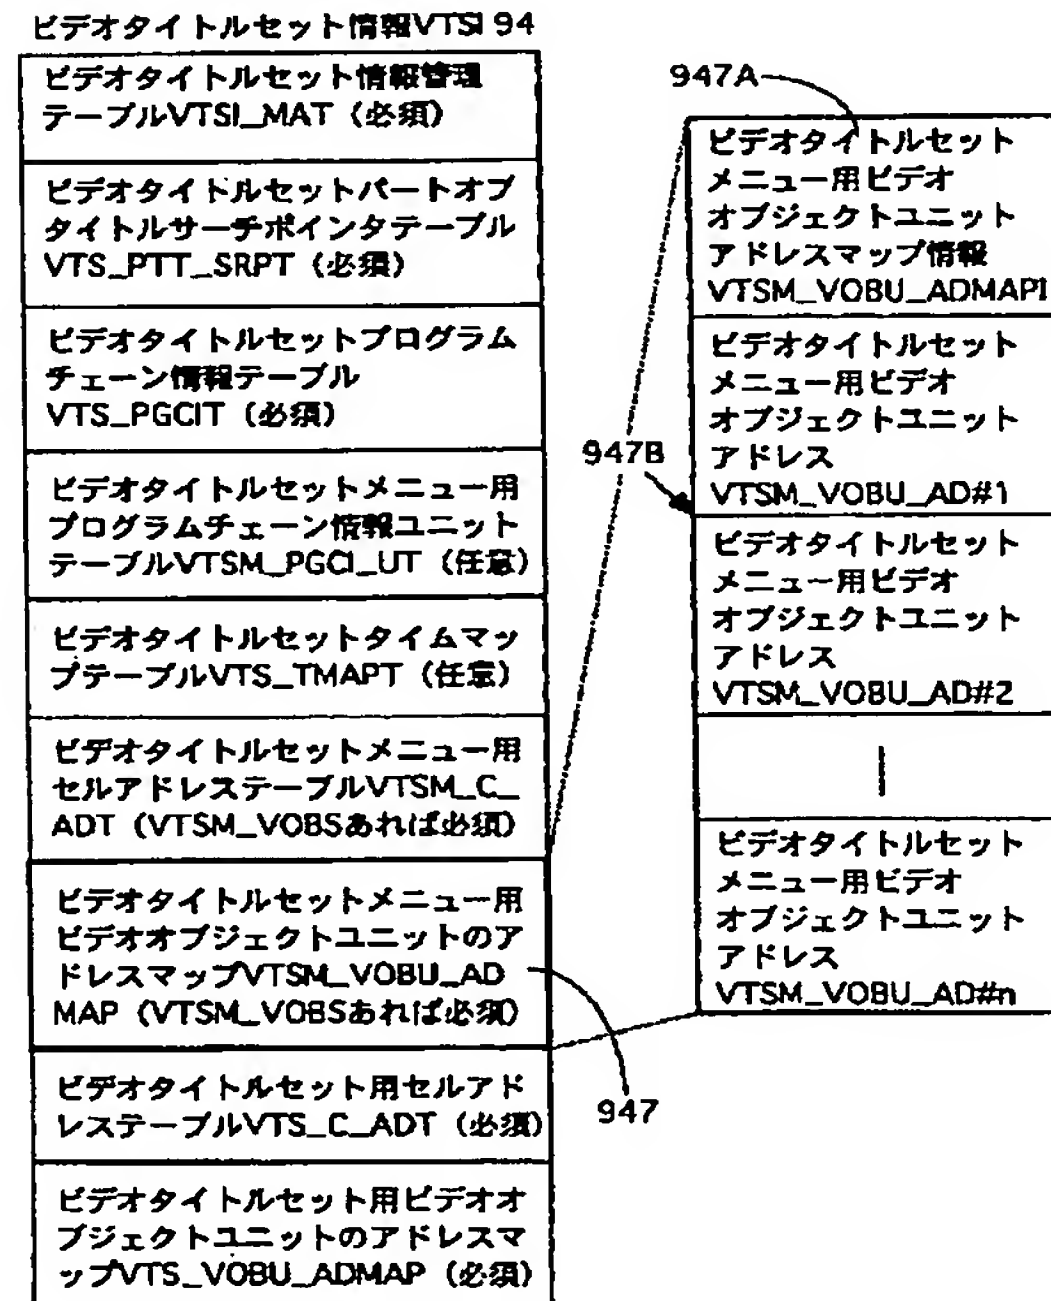 ビデオタイトルセット情報VTSI 94
ビデオタイトルセット情報管理
テーブルVTSI_MAT（必須）
ビデオタイトルセットパートオブ
タイトルサーチポインタテーブル
VTS_PTT_SRPT（必須）
ビデオタイトルセットプログラム
チェーン情報テーブル
VTS_PGCIT（必須）
ビデオタイトルセットメニュー用
プログラムチェーン情報ユニット
テーブルVTSM_PGCI_UT（任意）
ビデオタイトルセットタイムマッ
プテーブルVTS_TMAPT（任意）
ビデオタイトルセットメニュー用
セルアドレステーブルVTSM_C_
ADT（VTSM_VOBSあれば必須）
ビデオタイトルセットメニュー用
ビデオオブジェクトユニットのア
ドレスマップVTSM_VOBU_AD
MAP（VTSM_VOBSあれば必須）
ビデオタイトルセット用セルアド
レステーブルVTS_C_ADT（必須）
ビデオタイトルセット用ビデオオ
ブジェクトユニットのアドレスマ
ップVTS_VOBU_ADMAP（必須）
947A
ビデオタイトルセット
メニュー用ビデオ
オブジェクトユニット
アドレスマップ情報
VTSM_VOBU_ADMAPI
947B
ビデオタイトルセット
メニュー用ビデオ
オブジェクトユニット
アドレス
VTSM_VOBU_AD#1
ビデオタイトルセット
メニュー用ビデオ
オブジェクトユニット
アドレス
VTSM_VOBU_AD#2
ビデオタイトルセット
メニュー用ビデオ
オブジェクトユニット
アドレス
VTSM_VOBU_AD#n
947